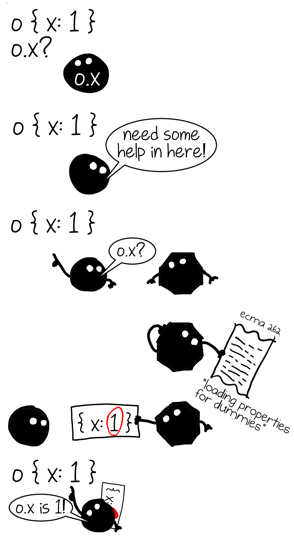 o { x: 1 }
o.x?
o.x
o { x: 1 }
need some
help in here!
o { x: 1 }
o.x?
ecma 262
"loading properties
for dummies"
{ x: 1 }
o { x: 1 }
x
o.x is 1!